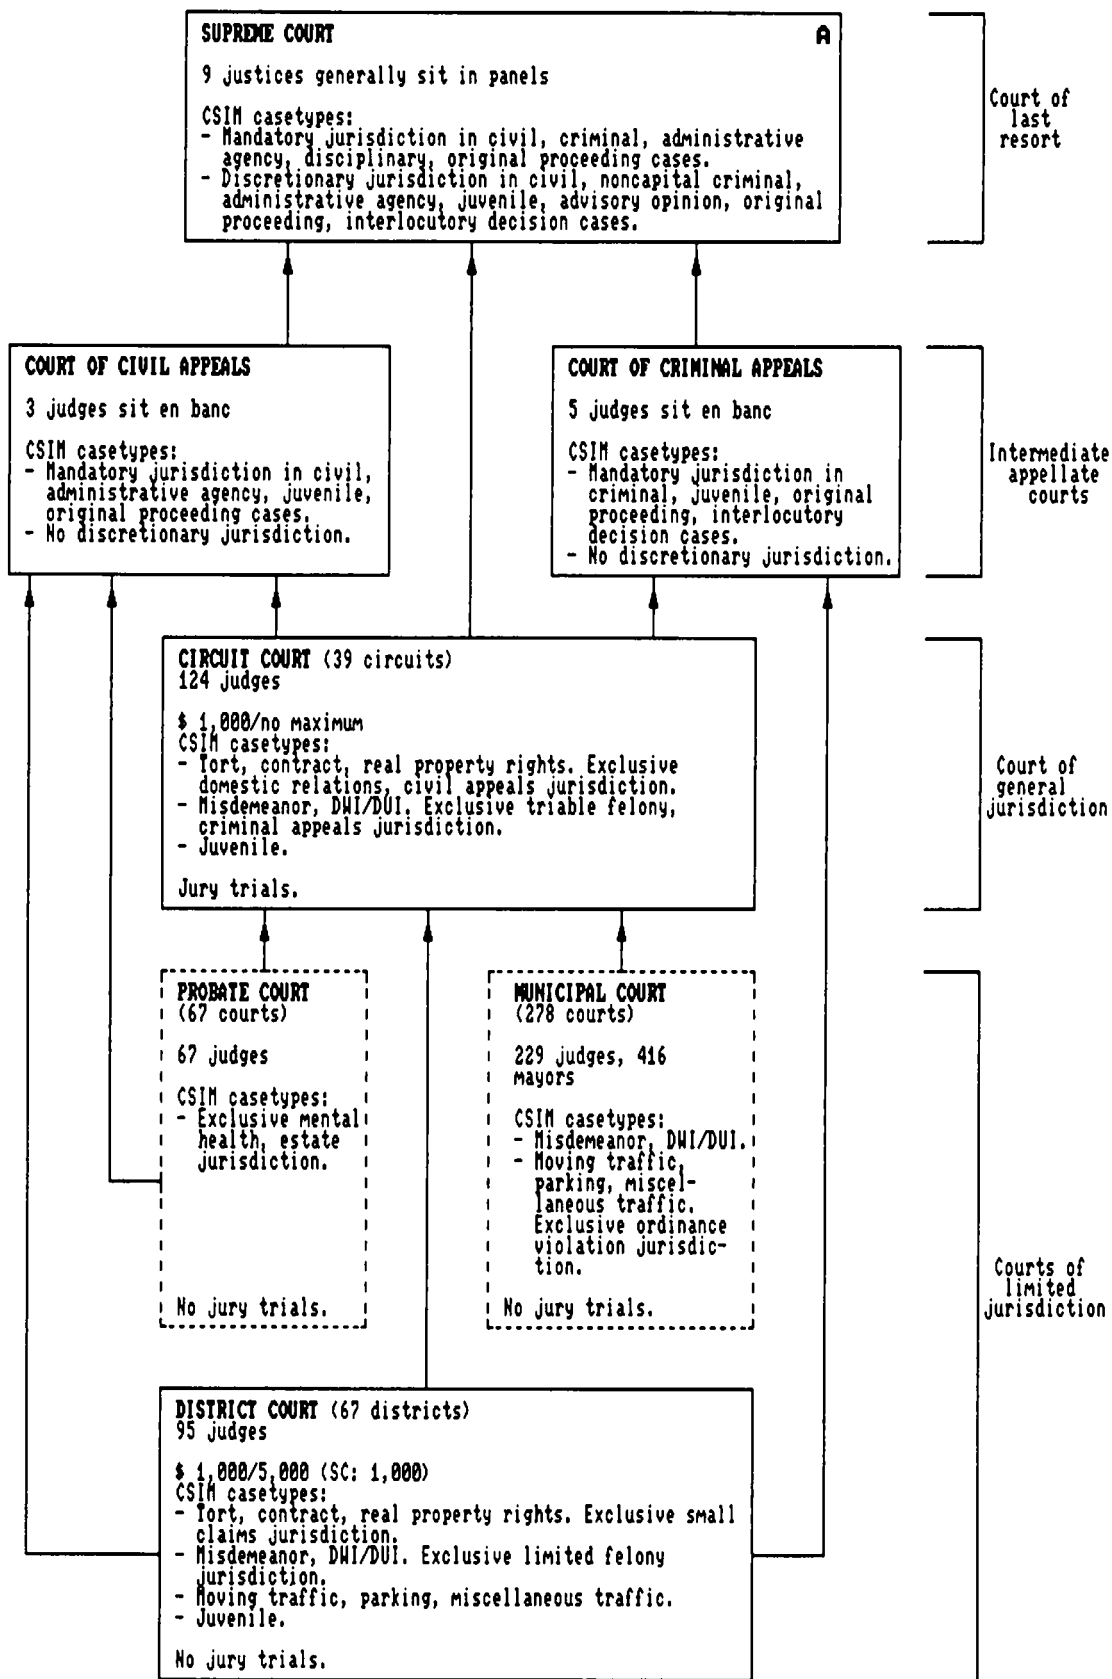 SUPREME COURT A
9 justices generally sit in panels
CSIM casetypes:
- Mandatory jurisdiction in civil, criminal, administrative
agency, disciplinary, original proceeding cases.
- Discretionary jurisdiction in civil, noncapital criminal,
administrative agency, juvenile, advisory opinion, original
proceeding, interlocutory decision cases.
Court of
last
resort
COURT OF CIVIL APPEALS
3 judges sit en banc
CSIM casetypes:
- Mandatory jurisdiction in civil,
administrative agency, juvenile,
original proceeding cases.
- No discretionary jurisdiction.
COURT OF CRIMINAL APPEALS
5 judges sit en banc
CSIM casetypes:
- Mandatory jurisdiction in
criminal, juvenile, original
proceeding, interlocutory
decision cases.
- No discretionary jurisdiction.
Intermediate
appellate
courts
CIRCUIT COURT (39 circuits)
124 judges
$ 1,000/no maximum
CSIM casetypes:
- Tort, contract, real property rights. Exclusive
domestic relations, civil appeals jurisdiction.
- Misdemeanor, DWI/DUI. Exclusive triable felony,
criminal appeals jurisdiction.
- Juvenile.
Jury trials.
Court of
general
jurisdiction
PROBATE COURT
(67 courts)
67 judges
CSIM casetypes:
- Exclusive mental
health, estate
jurisdiction.
No jury trials.
MUNICIPAL COURT
(278 courts)
229 judges, 416
mayors
CSIM casetypes:
- Misdemeanor, DWI/DUI.
- Moving traffic,
parking, miscel-
laneous traffic.
Exclusive ordinance
violation jurisdic-
tion.
No jury trials.
Courts of
limited
jurisdiction
DISTRICT COURT (67 districts)
95 judges
$ 1,000/5,000 (SC: 1,000)
CSIM casetypes:
- Tort, contract, real property rights. Exclusive small
claims jurisdiction.
- Misdemeanor, DWI/DUI. Exclusive limited felony
jurisdiction.
- Moving traffic, parking, miscellaneous traffic.
- Juvenile.
No jury trials.